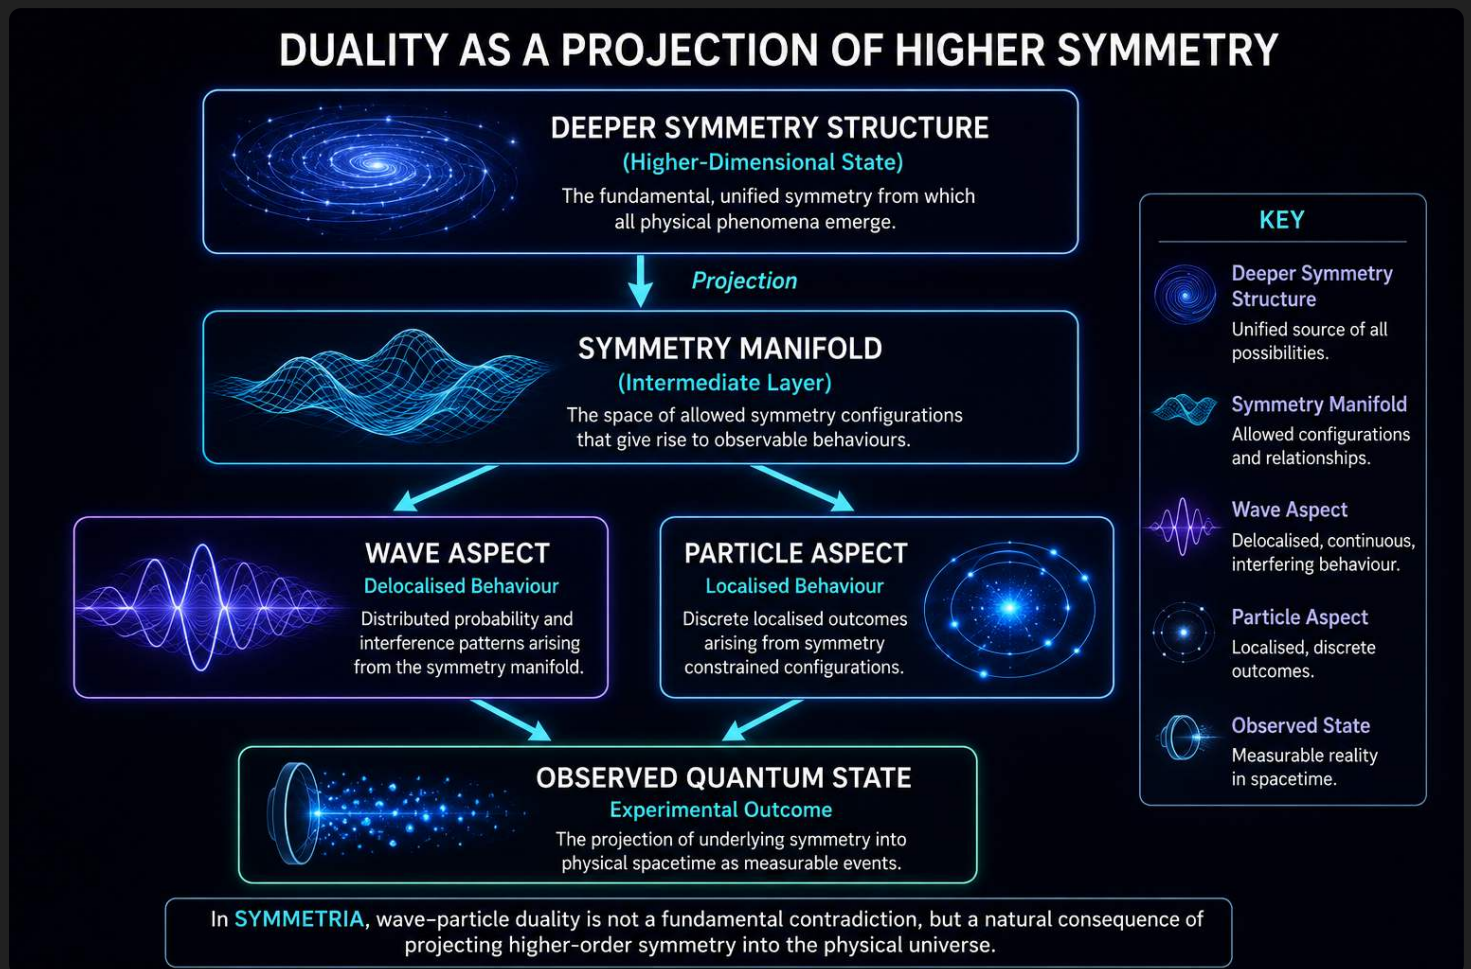 DUALITY AS A PROJECTION OF HIGHER SYMMETRY
DEEPER SYMMETRY STRUCTURE
(Higher-Dimensional State)
The fundamental, unified symmetry from which
all physical phenomena emerge.
Projection
SYMMETRY MANIFOLD
(Intermediate Layer)
The space of allowed symmetry configurations
that give rise to observable behaviours.
WAVE ASPECT
Delocalised Behaviour
Distributed probability and
interference patterns arising
from the symmetry manifold.
PARTICLE ASPECT
Localised Behaviour
Discrete localised outcomes
arising from symmetry
constrained configurations.
OBSERVED QUANTUM STATE
Experimental Outcome
The projection of underlying symmetry into
physical spacetime as measurable events.
In SYMMETRIA, wave–particle duality is not a fundamental contradiction, but a natural consequence of
projecting higher-order symmetry into the physical universe.
KEY
Deeper Symmetry
Structure
Unified source of all
possibilities.
Symmetry Manifold
Allowed configurations
and relationships.
Wave Aspect
Delocalised, continuous,
interfering behaviour.
Particle Aspect
Localised, discrete
outcomes.
Observed State
Measurable reality
in spacetime.